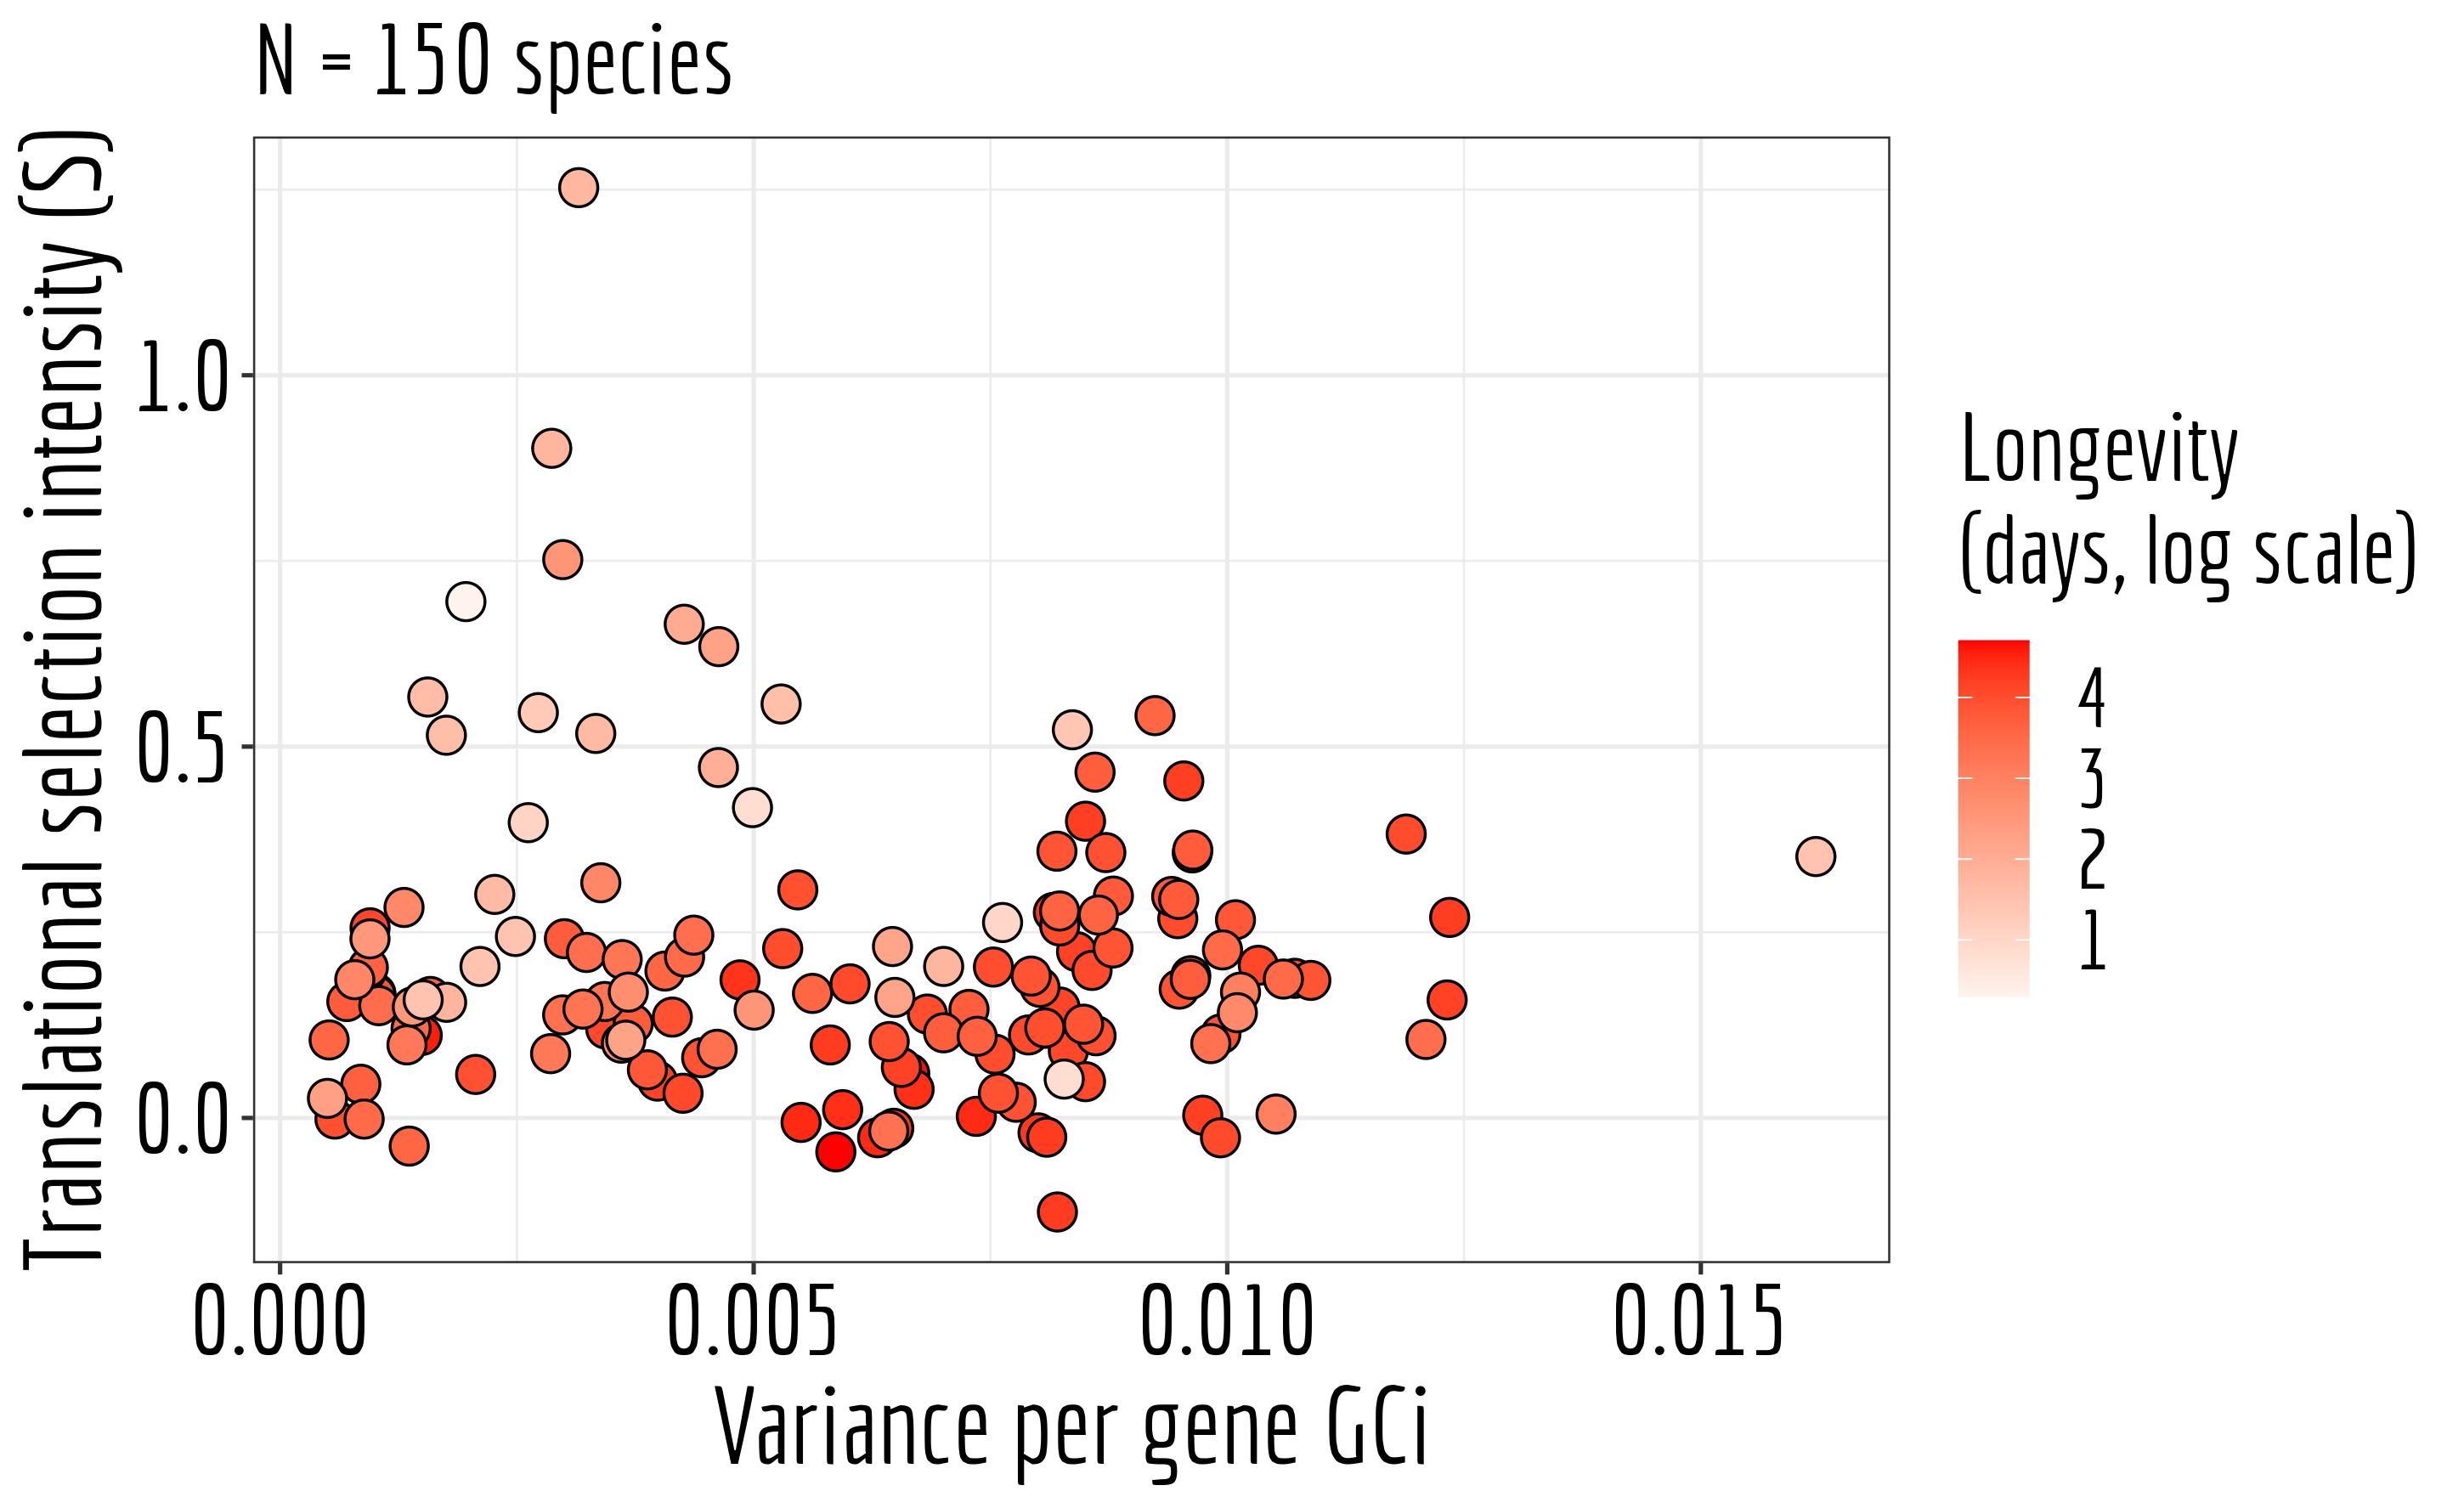 N = 150 species
Translational selection intensity (S)
1.0
0.5
0.0
0.000
0.005
0.010
0.015
Variance per gene GCi
Longevity
(days, log scale)
4
3
2
1